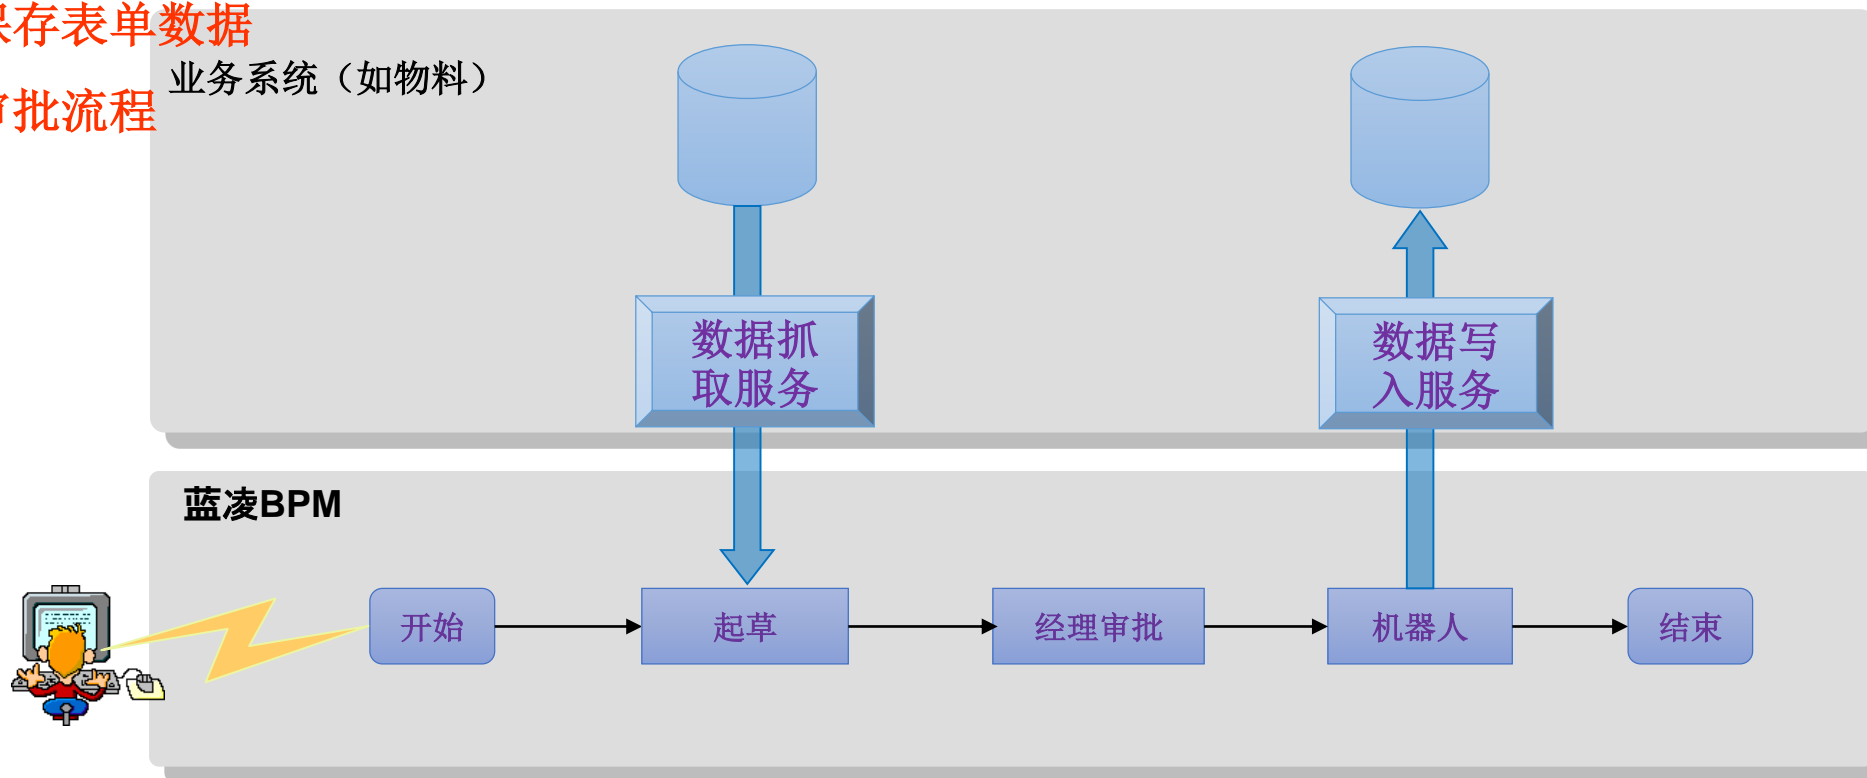 保存表单数据
业务系统（如物料）
审批流程
数据抓
取服务
数据写
入服务
蓝凌BPM
开始
起草
经理审批
机器人
结束